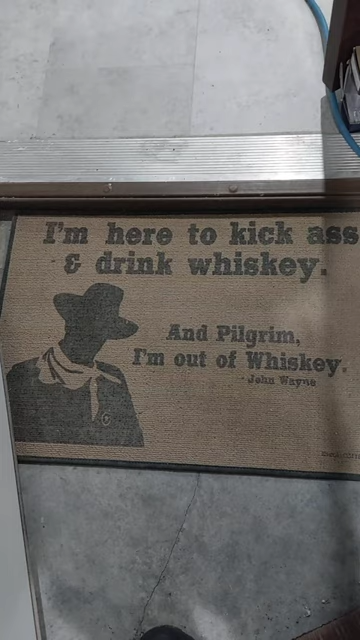 I'm here to kick ass
& drink whiskey.
And Pilgrim,
I'm out of Whiskey.
- John Wayne